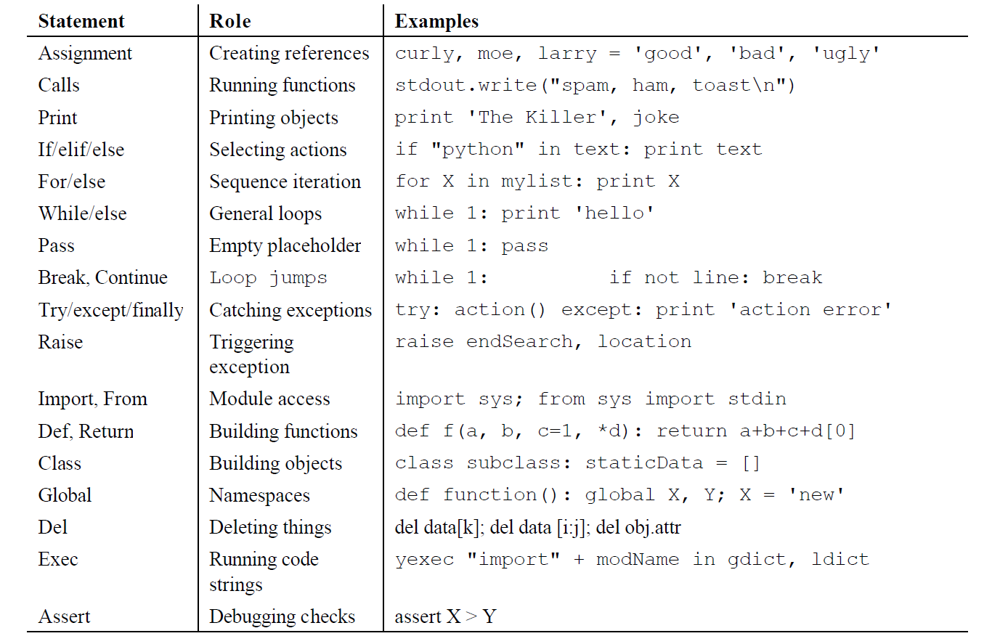 Statement Role Examples
Assignment Creating references curly, moe, larry = 'good', 'bad', 'ugly'
Calls Running functions stdout.write("spam, ham, toast\n")
Print Printing objects print 'The Killer', joke
If/elif/else Selecting actions if "python" in text: print text
For/else Sequence iteration for X in mylist: print X
While/else General loops while 1: print 'hello'
Pass Empty placeholder while 1: pass
Break, Continue Loop jumps while 1:          if not line: break
Try/except/finally Catching exceptions try: action() except: print 'action error'
Raise Triggering raise endSearch, location
exception
Import, From Module access import sys; from sys import stdin
Def, Return Building functions def f(a, b, c=1, *d): return a+b+c+d[0]
Class Building objects class subclass: staticData = []
Global Namespaces def function(): global X, Y; X = 'new'
Del Deleting things del data[k]; del data [i:j]; del obj.attr
Exec Running code yexec "import" + modName in gdict, ldict
strings
Assert Debugging checks assert X > Y